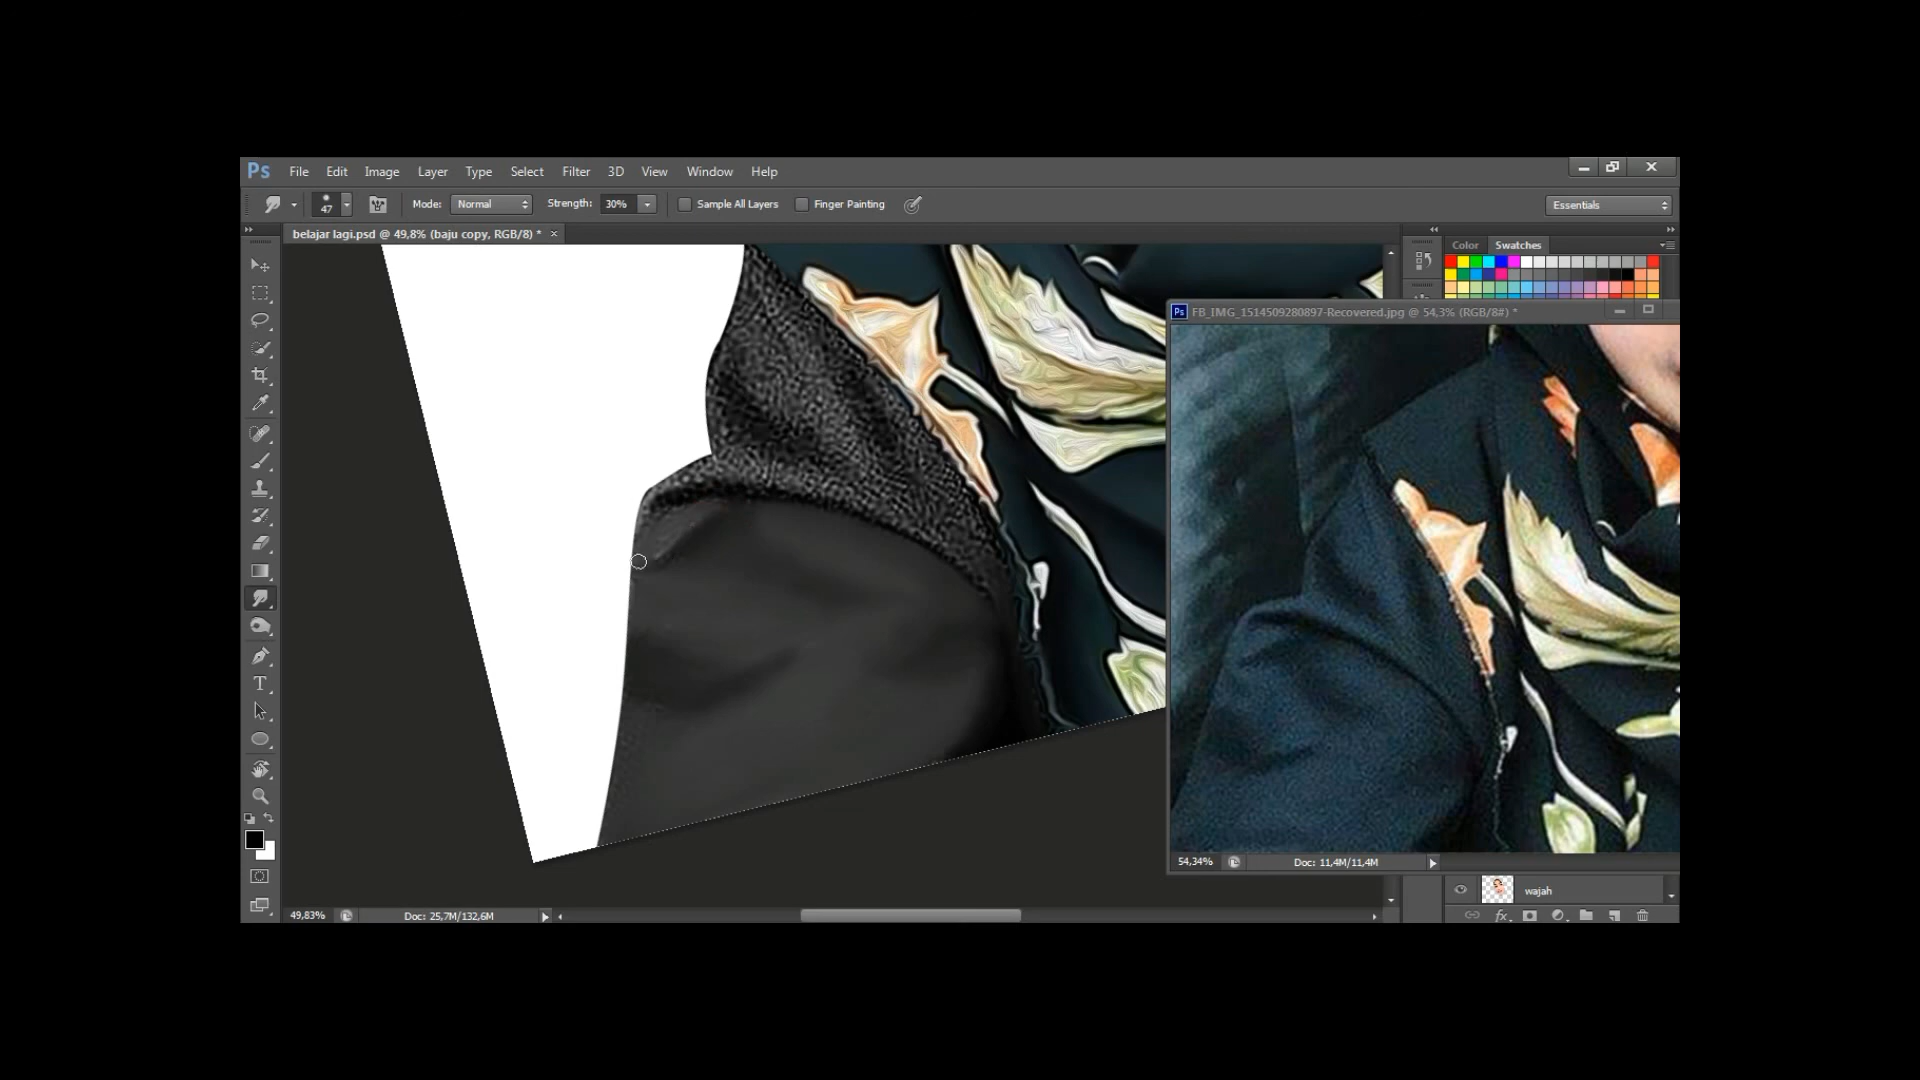 Ps File Edit Image Layer Type Select Filter 3D View Window Help
47 Mode: Normal Strength: 30% Sample All Layers Finger Painting Essentials
belajar lagi.psd @ 49,8% (baju copy, RGB/8) * ×
Color Swatches
Ps FB_IMG_1514509280897-Recovered.jpg @ 54,3% (RGB/8#) *
T
54,34% Doc: 11,4M/11,4M
wajah
49,83% Doc: 25,7M/132,6M
fx